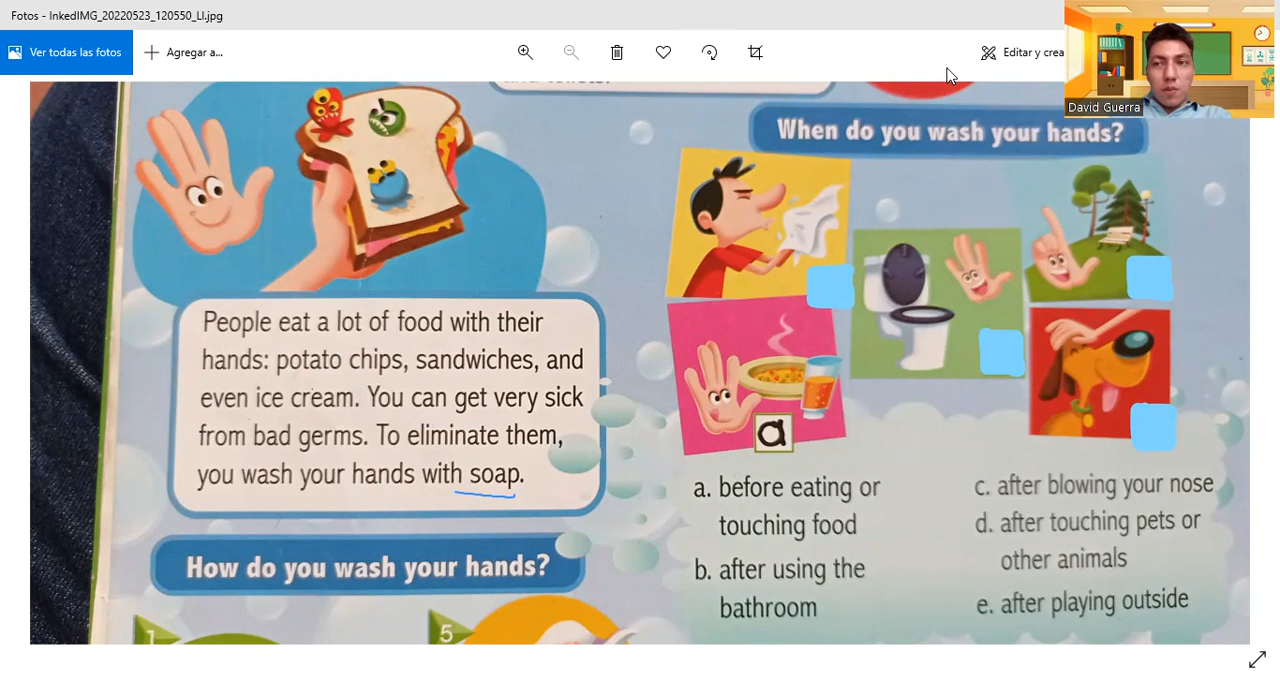 Fotos - InkedIMG_20220523_120550_LI.jpg
Ver todas las fotos
Agregar a...
Editar y crea
David Guerra
When do you wash your hands?
People eat a lot of food with their
hands: potato chips, sandwiches, and
even ice cream. You can get very sick
from bad germs. To eliminate them,
you wash your hands with soap.
How do you wash your hands?
1
5
a
a. before eating or
touching food
b. after using the
bathroom
c. after blowing your nose
d. after touching pets or
other animals
e. after playing outside